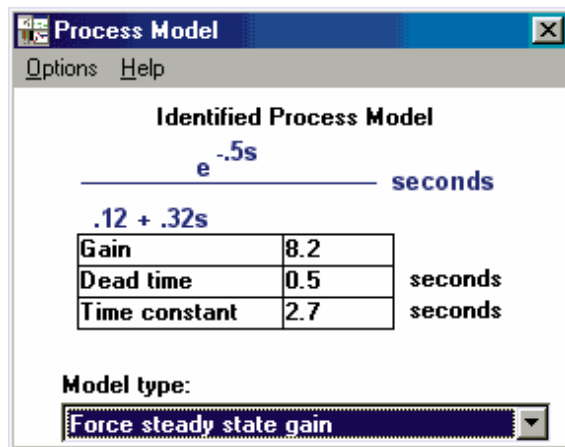 Process Model
Options Help
Identified Process Model
e -.5s
seconds
.12 + .32s
Gain 8.2
Dead time 0.5 seconds
Time constant 2.7 seconds
Model type:
Force steady state gain